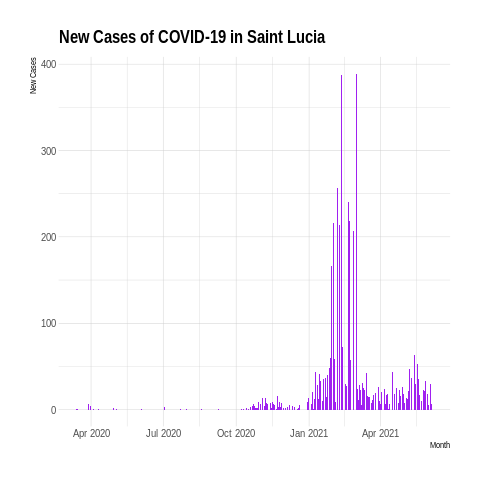 New Cases of COVID-19 in Saint Lucia
New Cases
400
300
200
100
0
Apr 2020 Jul 2020 Oct 2020 Jan 2021 Apr 2021
Month